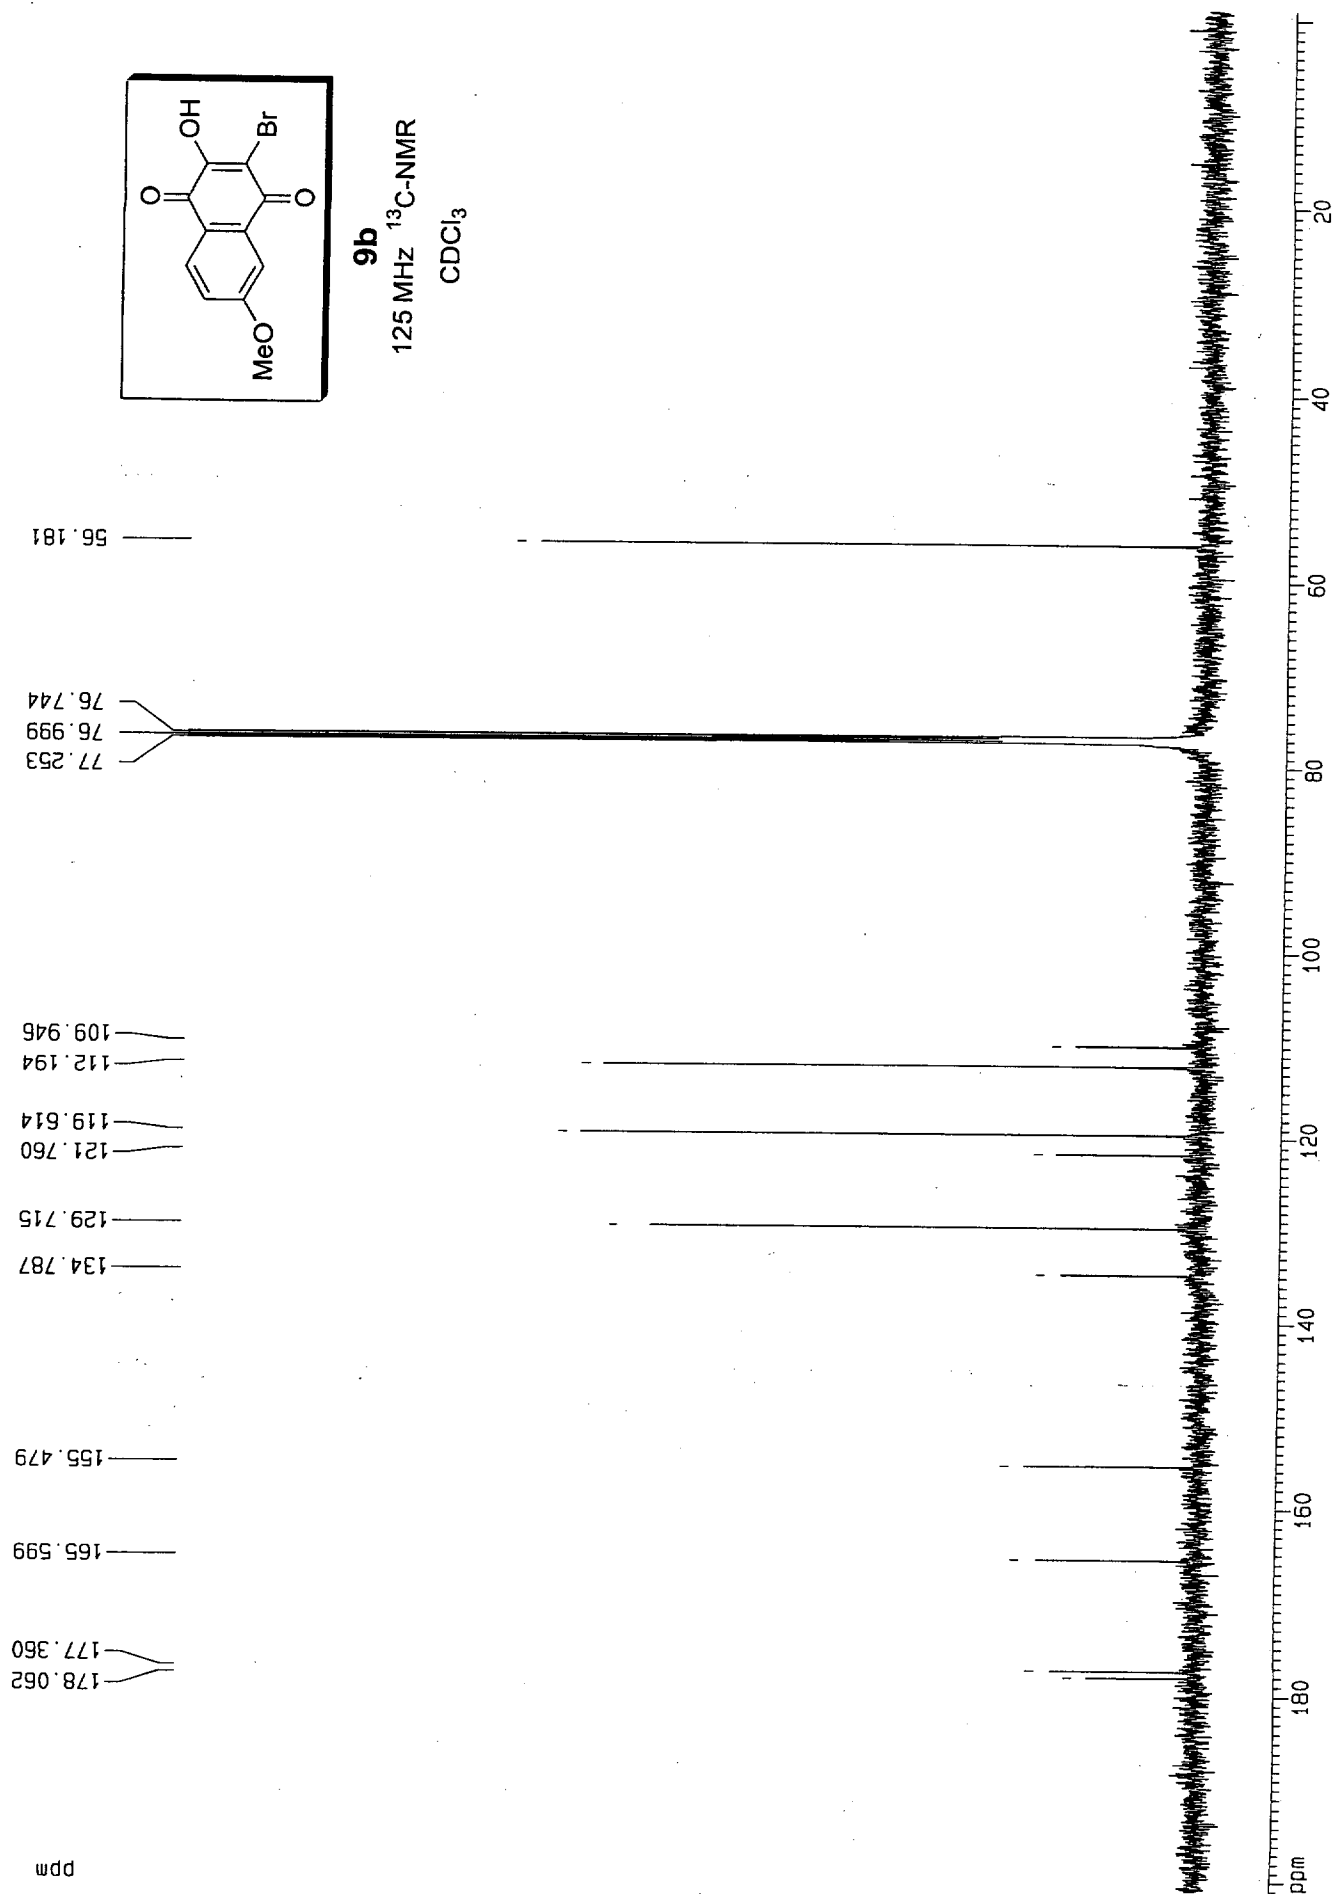 ppm
178.062
177.360
165.599
155.479
134.787
129.715
121.760
119.614
112.194
109.946
77.253
76.999
76.744
56.181
O
OH
MeO
Br
O
9b
125 MHz ¹³C-NMR
CDCl₃
ppm 180 160 140 120 100 80 60 40 20